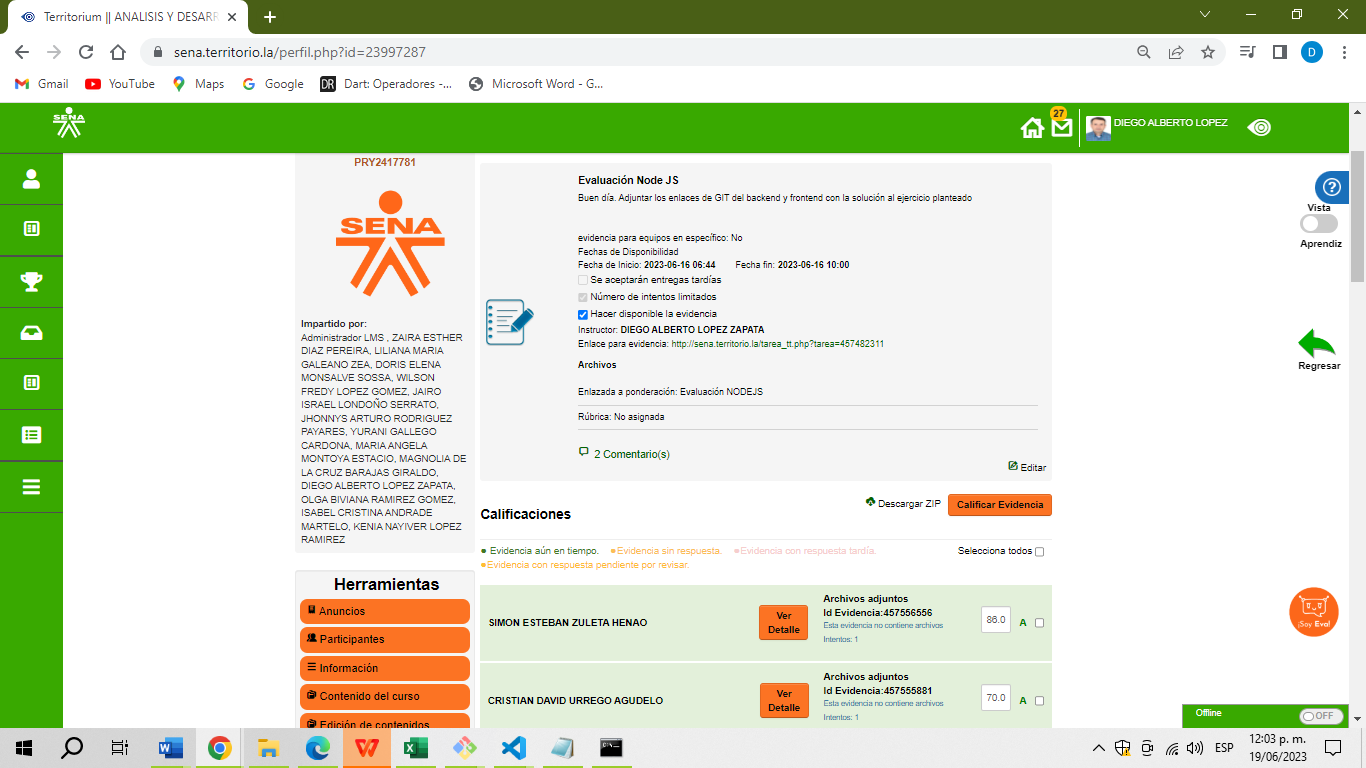 Territorium || ANALISIS Y DESARR
sena.territorio.la/perfil.php?id=23997287
D
Gmail
YouTube
Maps
Google
DR Dart: Operadores -...
Microsoft Word - G...
SENA
27
DIEGO ALBERTO LOPEZ
PRY2417781
SENA
Impartido por:
Administrador LMS , ZAIRA ESTHER
DIAZ PEREIRA, LILIANA MARIA
GALEANO ZEA, DORIS ELENA
MONSALVE SOSSA, WILSON
FREDY LOPEZ GOMEZ, JAIRO
ISRAEL LONDOÑO SERRATO,
JHONNYS ARTURO RODRIGUEZ
PAYARES, YURANI GALLEGO
CARDONA, MARIA ANGELA
MONTOYA ESTACIO, MAGNOLIA DE
LA CRUZ BARAJAS GIRALDO,
DIEGO ALBERTO LOPEZ ZAPATA,
OLGA BIVIANA RAMIREZ GOMEZ,
ISABEL CRISTINA ANDRADE
MARTELO, KENIA NAYIVER LOPEZ
RAMIREZ
Herramientas
Anuncios
Participantes
Información
Contenido del curso
Edición de contenidos
Evaluación Node JS
Buen día. Adjuntar los enlaces de GIT del backend y frontend con la solución al ejercicio planteado
evidencia para equipos en específico: No
Fechas de Disponibilidad
Fecha de Inicio: 2023-06-16 06:44 Fecha fin: 2023-06-16 10:00
Se aceptarán entregas tardías
Número de intentos limitados
Hacer disponible la evidencia
Instructor: DIEGO ALBERTO LOPEZ ZAPATA
Enlace para evidencia: http://sena.territorio.la/tarea_tt.php?tarea=457482311
Archivos
Enlazada a ponderación: Evaluación NODEJS
Rúbrica: No asignada
2 Comentario(s)
Editar
Calificaciones
Descargar ZIP
Calificar Evidencia
Evidencia aún en tiempo. Evidencia sin respuesta. Evidencia con respuesta tardía.
Evidencia con respuesta pendiente por revisar.
Selecciona todos
SIMON ESTEBAN ZULETA HENAO
Ver
Detalle
Archivos adjuntos
Id Evidencia:457556556
Esta evidencia no contiene archivos
Intentos: 1
86.0
A
CRISTIAN DAVID URREGO AGUDELO
Ver
Detalle
Archivos adjuntos
Id Evidencia:457555881
Esta evidencia no contiene archivos
Intentos: 1
70.0
A
?
Vista
Aprendiz
Regresar
¡Soy Eva!
Offline
OFF
ESP
12:03 p. m.
19/06/2023